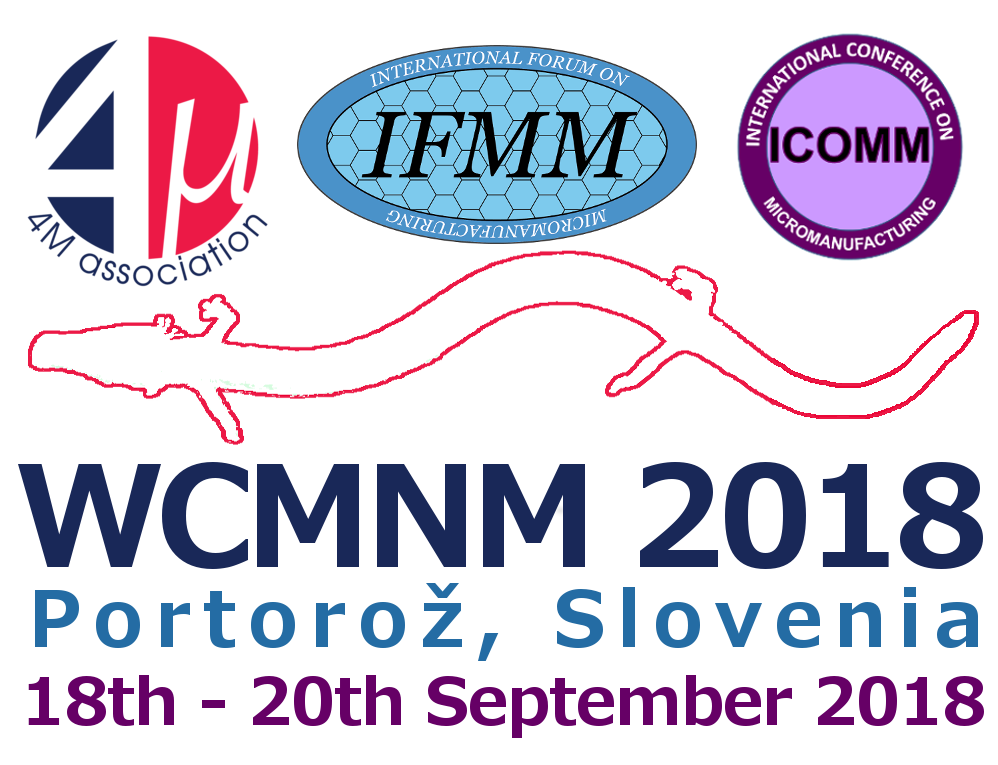 4μ
4M association
INTERNATIONAL FORUM ON
IFMM
MICROMANUFACTURING
INTERNATIONAL CONFERENCE ON
ICOMM
MICROMANUFACTURING
WCMNM 2018
Portorož, Slovenia
18th - 20th September 2018